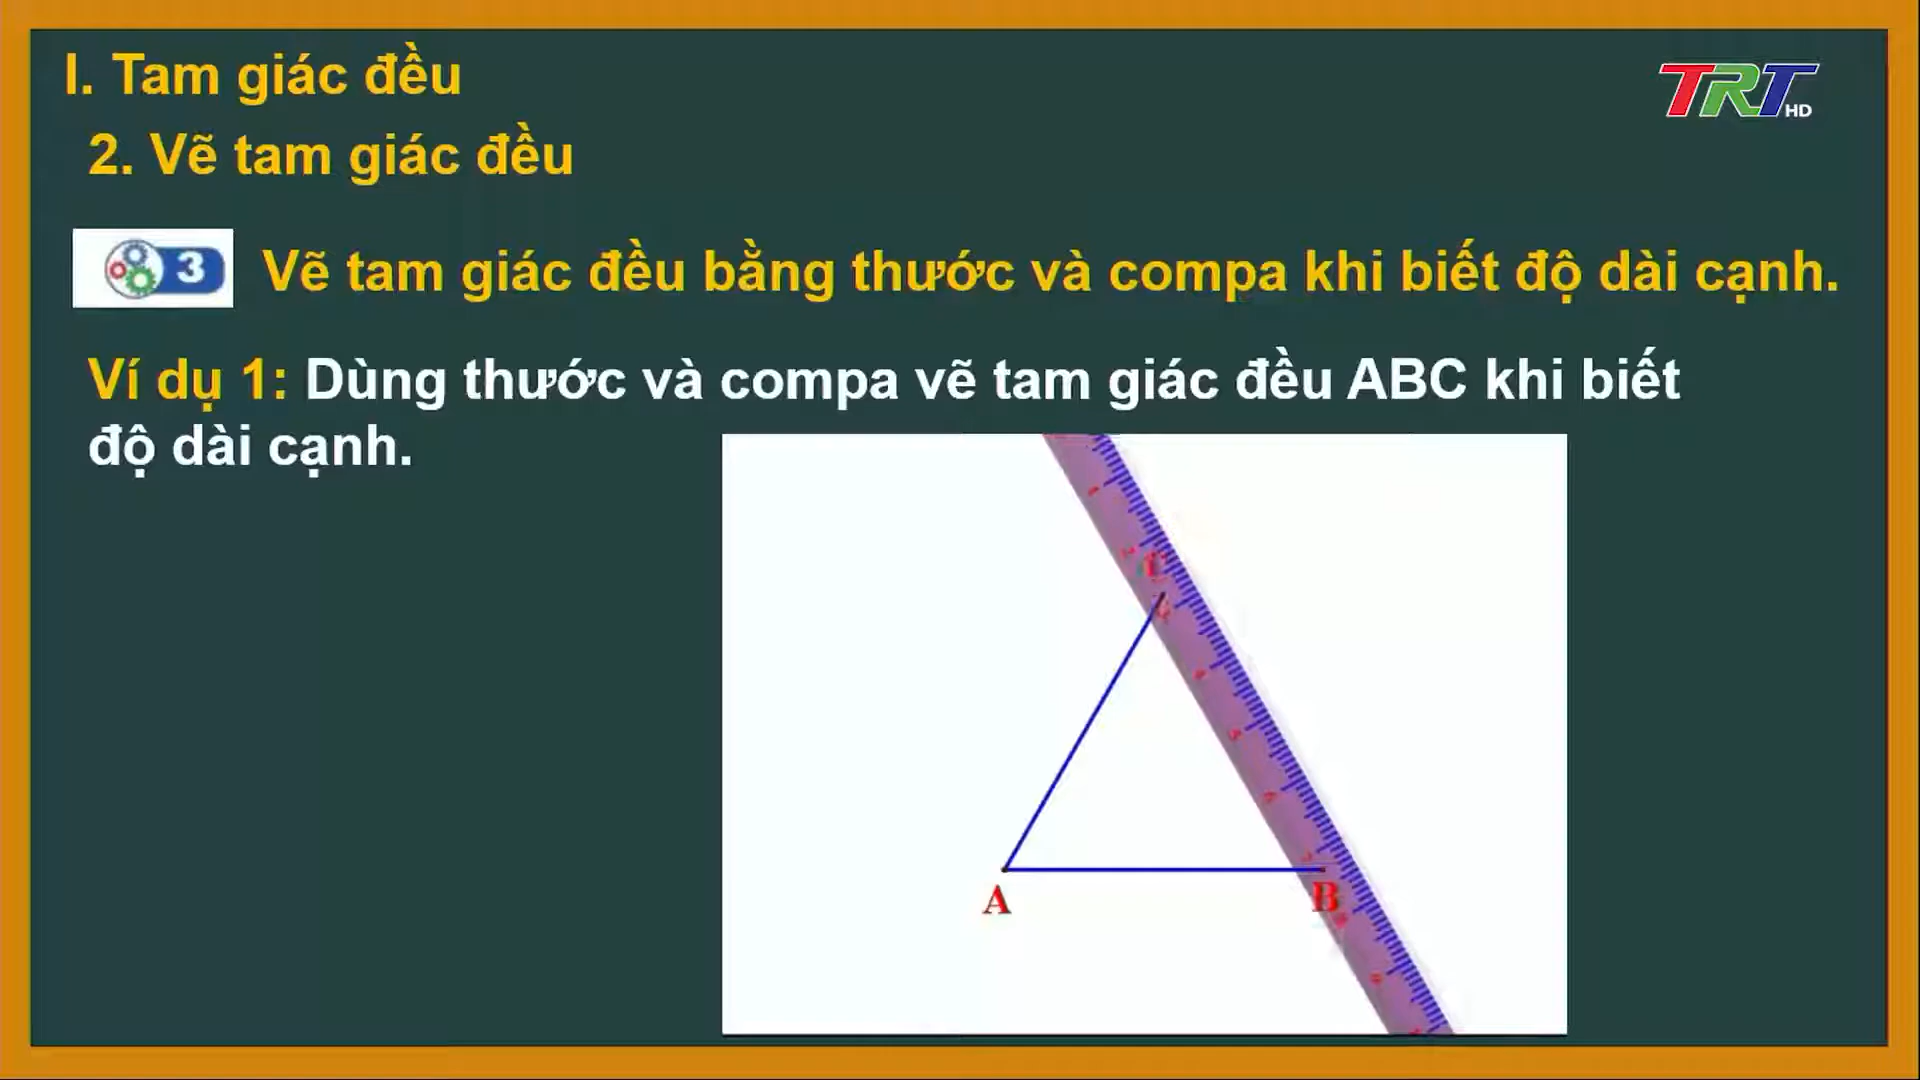 I. Tam giác đều
TRT HD
2. Vẽ tam giác đều
3 Vẽ tam giác đều bằng thước và compa khi biết độ dài cạnh.
Ví dụ 1: Dùng thước và compa vẽ tam giác đều ABC khi biết
độ dài cạnh.
C
A
B